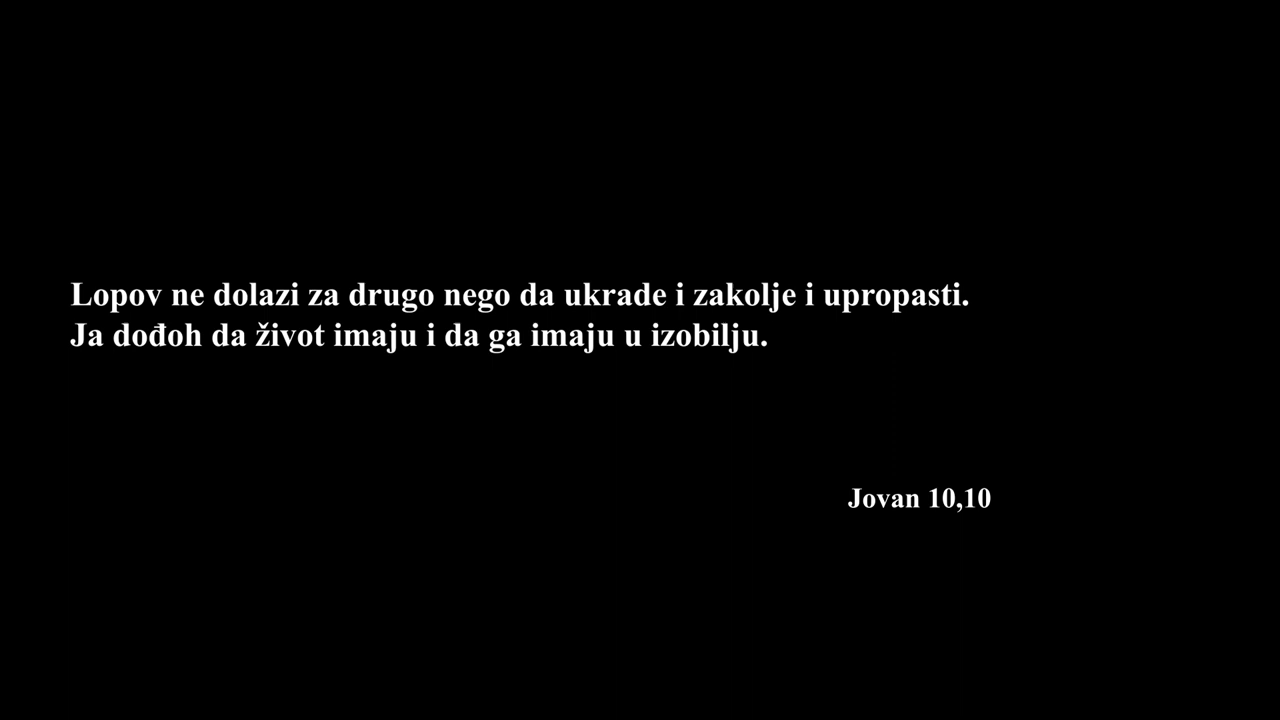 Lopov ne dolazi za drugo nego da ukrade i zakolje i upropasti.
Ja dođoh da život imaju i da ga imaju u izobilju.
Jovan 10,10